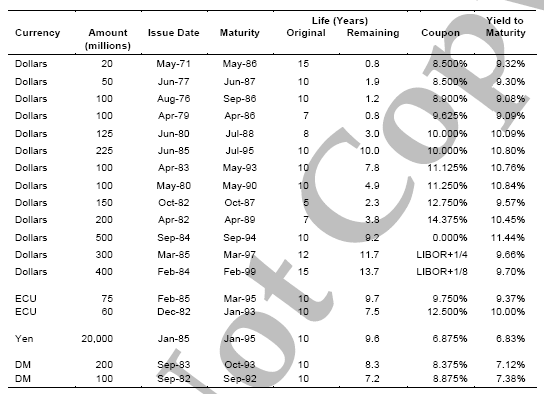 Life (Years) Yield to
Currency Amount Issue Date Maturity Original Remaining Coupon Maturity
(millions)
Dollars 20 May-71 May-86 15 0.8 8.500% 9.32%
Dollars 50 Jun-77 Jun-87 10 1.9 8.500% 9.30%
Dollars 100 Aug-76 Sep-86 10 1.2 8.900% 9.08%
Dollars 100 Apr-79 Apr-86 7 0.8 9.625% 9.09%
Dollars 125 Jun-80 Jul-88 8 3.0 10.000% 10.09%
Dollars 225 Jun-85 Jul-95 10 10.0 10.000% 10.80%
Dollars 100 Apr-83 May-93 10 7.8 11.125% 10.76%
Dollars 100 May-80 May-90 10 4.9 11.250% 10.84%
Dollars 150 Oct-82 Oct-87 5 2.3 12.750% 9.57%
Dollars 200 Apr-82 Apr-89 7 3.8 14.375% 10.45%
Dollars 500 Sep-84 Sep-94 10 9.2 0.000% 11.44%
Dollars 300 Mar-85 Mar-97 12 11.7 LIBOR+1/4 9.66%
Dollars 400 Feb-84 Feb-99 15 13.7 LIBOR+1/8 9.70%
ECU 75 Feb-85 Mar-95 10 9.7 9.750% 9.37%
ECU 60 Dec-82 Jan-93 10 7.5 12.500% 10.00%
Yen 20,000 Jan-85 Jan-95 10 9.6 6.875% 6.83%
DM 200 Sep-83 Oct-93 10 8.3 8.375% 7.12%
DM 100 Sep-82 Sep-92 10 7.2 8.875% 7.38%
Not Copy